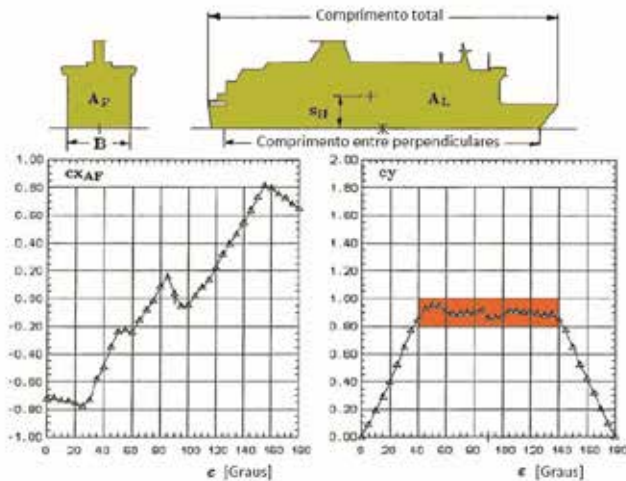 Comprimento total
A_F
s_H
A_L
B
Comprimento entre perpendiculares
cx_AF
1.00
0.80
0.60
0.40
0.20
0.00
-0.20
-0.40
-0.60
-0.80
-1.00
0 20 40 60 80 100 120 140 160 180
ε [Graus]
cy
2.00
1.80
1.60
1.40
1.20
1.00
0.80
0.60
0.40
0.20
0.00
0 20 40 60 80 100 120 140 160 180
ε [Graus]